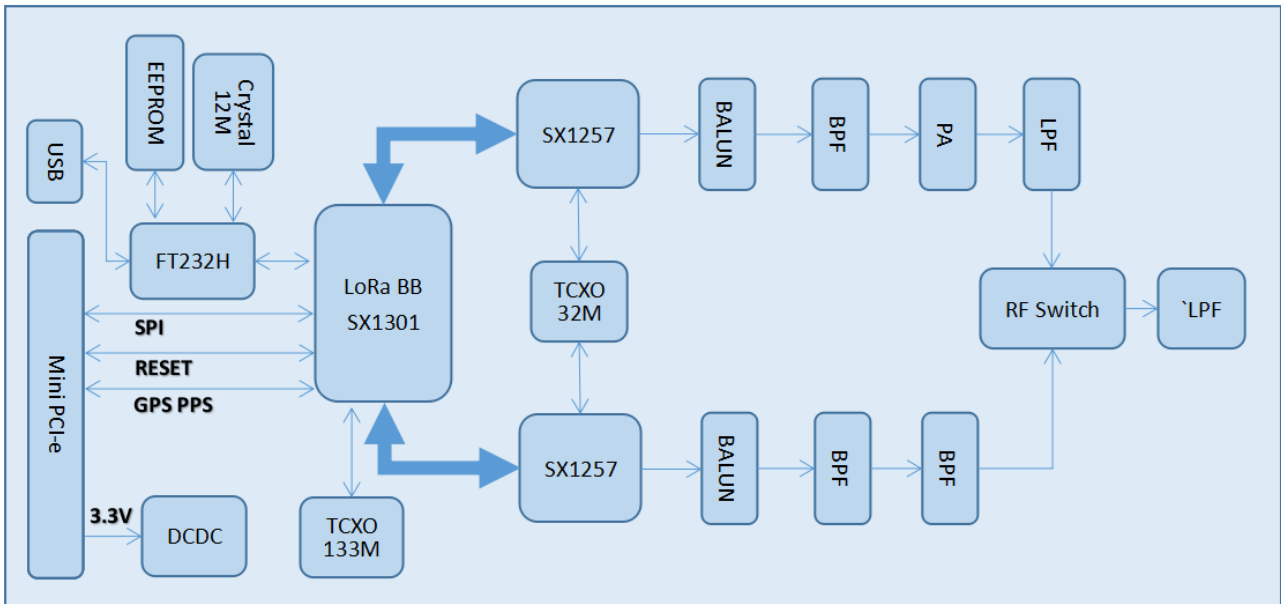 EEPROM
Crystal
12M
USB
FT232H
Mini PCI-e
SPI
RESET
GPS PPS
3.3V
DCDC
LoRa BB
SX1301
TCXO
133M
SX1257
BALUN
BPF
PA
LPF
TCXO
32M
RF Switch
`LPF
SX1257
BALUN
BPF
BPF